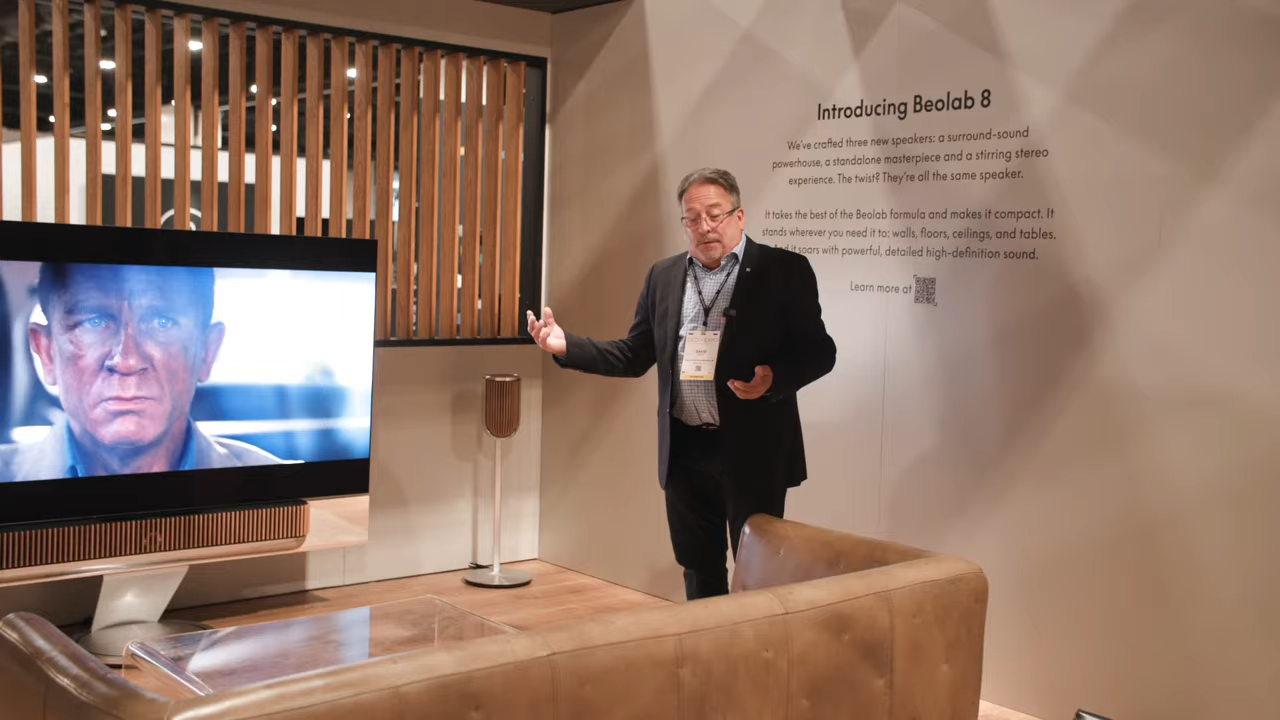 Introducing Beolab 8
We've crafted three new speakers: a surround-sound
powerhouse, a standalone masterpiece and a stirring stereo
experience. The twist? They're all the same speaker.
It takes the best of the Beolab formula and makes it compact. It
stands wherever you need it to: walls, floors, ceilings, and tables.
it soars with powerful, detailed high-definition sound.
Learn more at